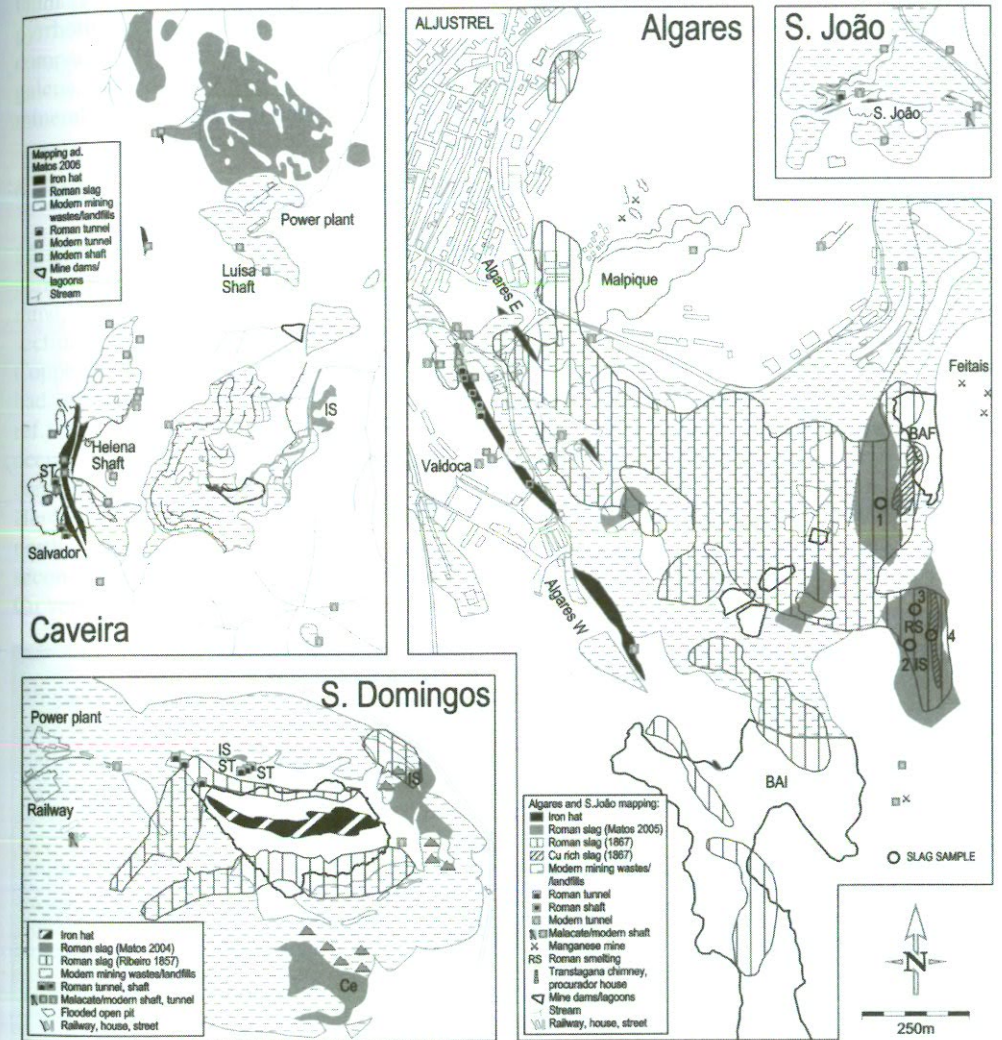 Mapping ad.
Matos 2006
Iron hat
Roman slag
Modern mining
wastes/landfills
Roman tunnel
Modern tunnel
Modern shaft
Mine dams/
lagoons
Stream
Power plant
Luisa
Shaft
IS
Helena
Shaft
ST
Salvador
Caveira
ALJUSTREL
Algares
Algares E
Malpique
Feitais
BAF
Valdoca
1
Algares W
3
RS
4
2
IS
BAI
Algares and S.João mapping:
Iron hat
Roman slag (Matos 2005)
Roman slag (1867)
Cu rich slag (1867)
Modern mining wastes/
/landfills
Roman tunnel
Roman shaft
Modern tunnel
Malacate/modern shaft
Manganese mine
RS Roman smelting
Transtagana chimney,
procurador house
Mine dams/lagoons
Stream
Railway, house, street
S. João
S. João
SLAG SAMPLE
N
250m
S. Domingos
Power plant
IS
ST ST
IS
Railway
Ce
Iron hat
Roman slag (Matos 2004)
Roman slag (Ribeiro 1857)
Modern mining wastes/landfills
Roman tunnel, shaft
Malacate/modern shaft, tunnel
Flooded open pit
Railway, house, street